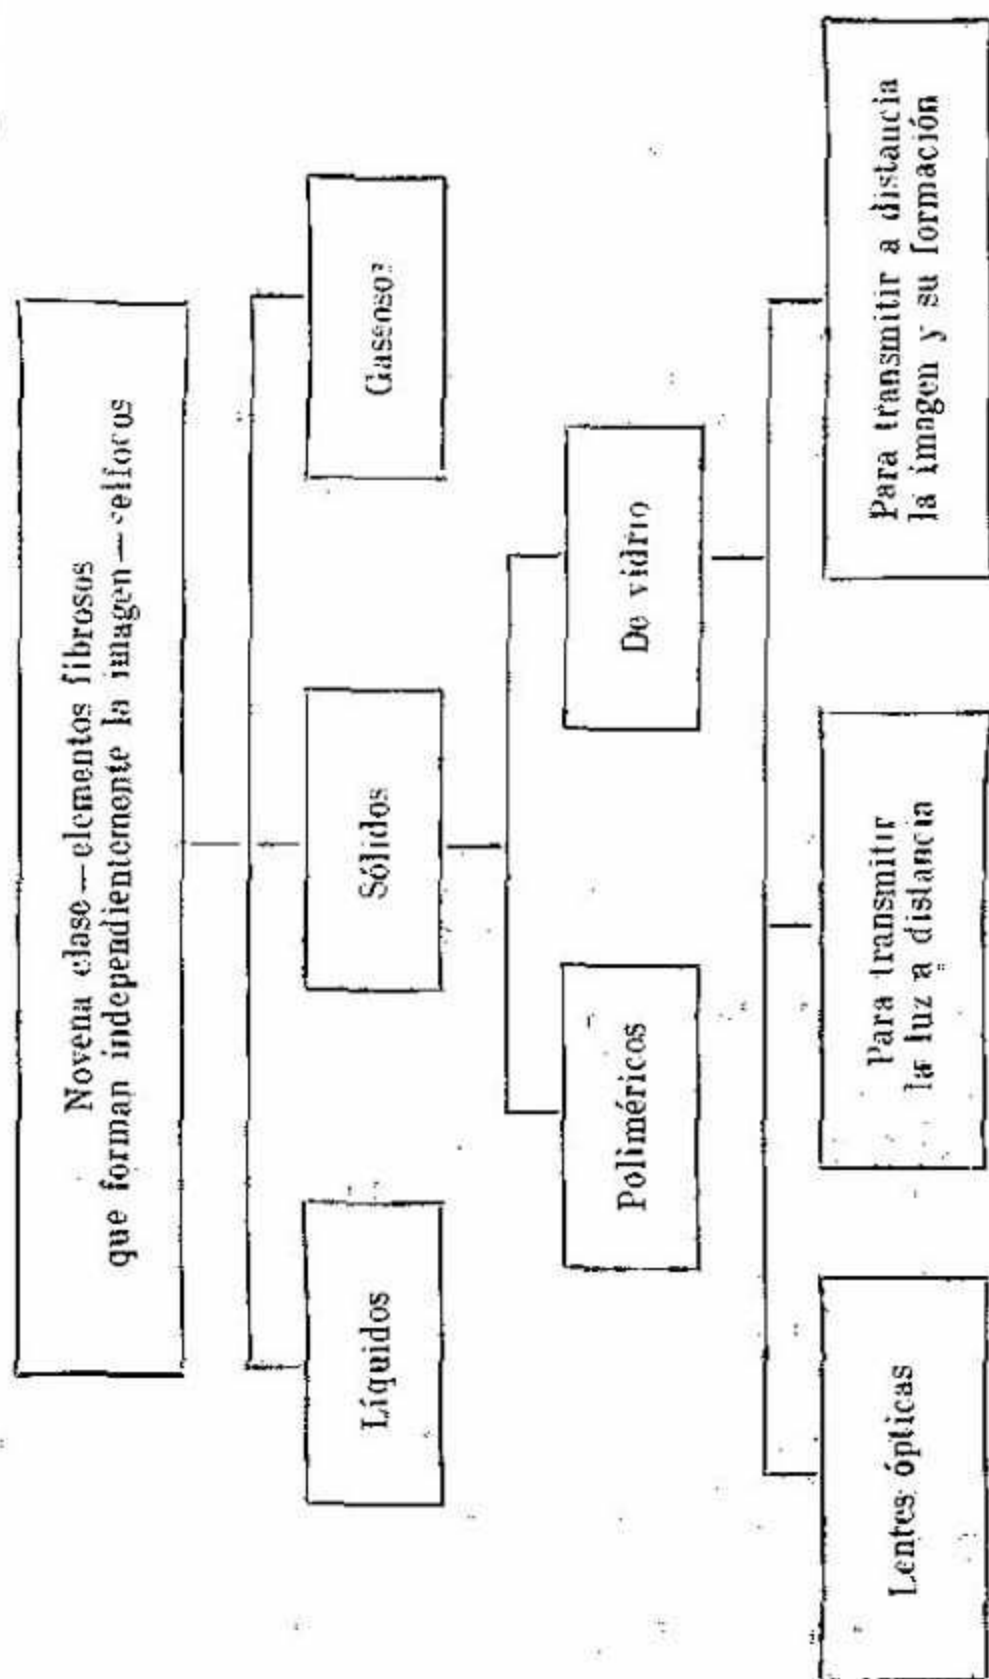 Novena clase—elementos fibrosos
que forman independientemente la imagen—selfocus
Líquidos
Sólidos
Gaseosos
Poliméricos
De vidrio
Lentes ópticas
Para transmitir
la luz a distancia
Para transmitir a distancia
la imagen y su formación